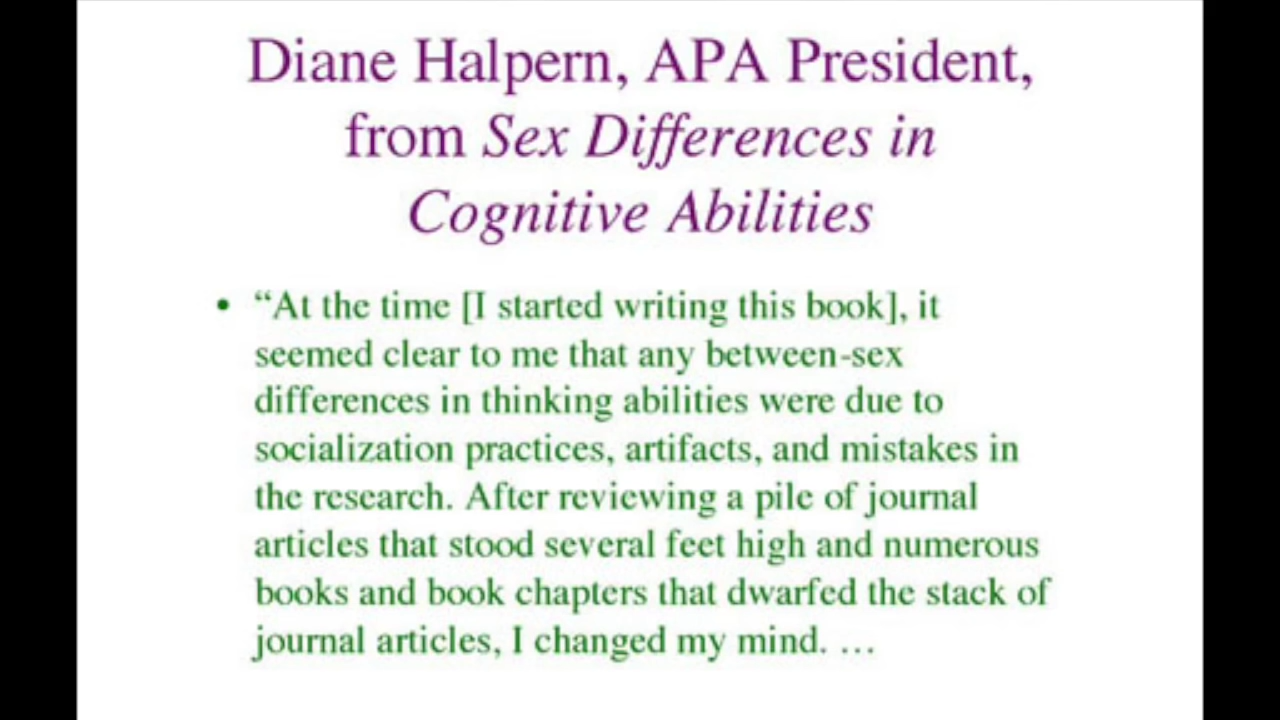 Diane Halpern, APA President,
from Sex Differences in
Cognitive Abilities
• “At the time [I started writing this book], it
seemed clear to me that any between-sex
differences in thinking abilities were due to
socialization practices, artifacts, and mistakes in
the research. After reviewing a pile of journal
articles that stood several feet high and numerous
books and book chapters that dwarfed the stack of
journal articles, I changed my mind. …